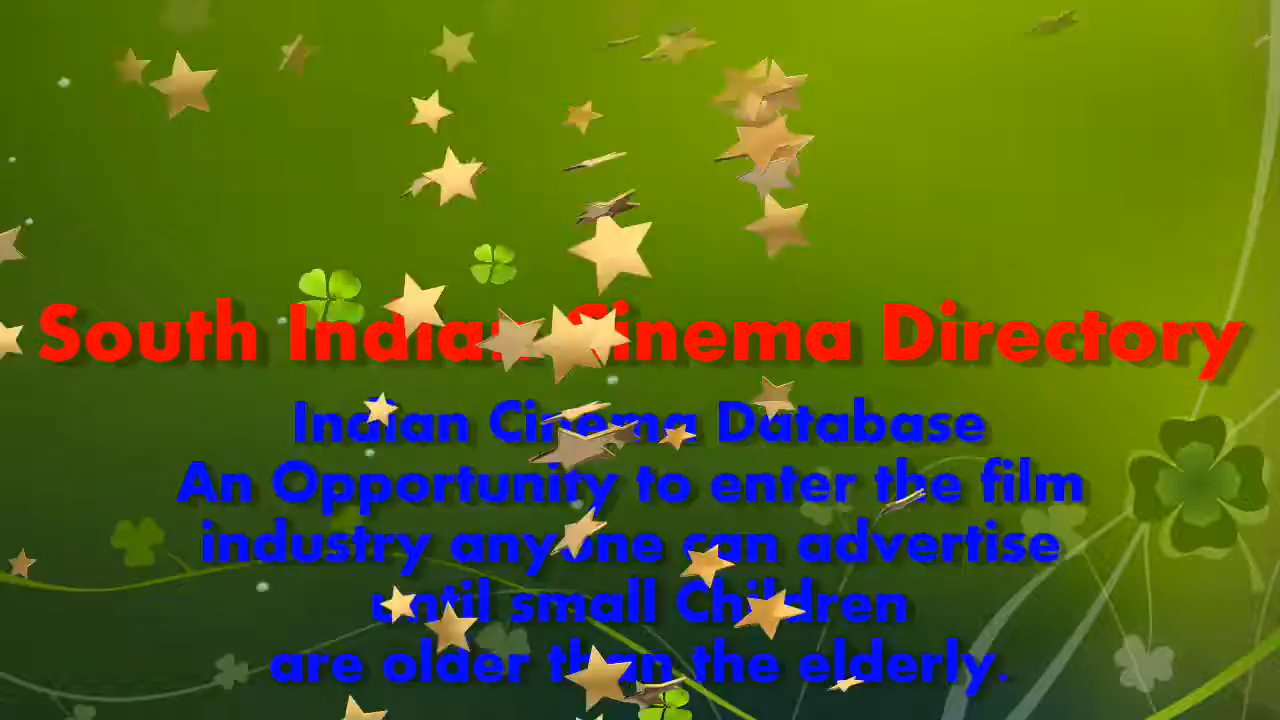 South Indian Cinema Directory
Indian Cinema Database
An Opportunity to enter the film
industry anyone can advertise
until small Children
are older than the elderly.